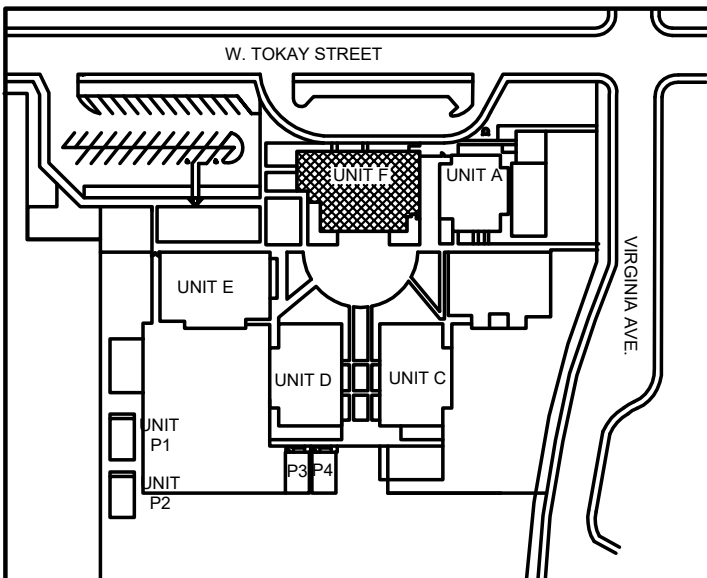 W. TOKAY STREET
UNIT F
UNIT A
VIRGINIA AVE.
UNIT E
UNIT D
UNIT C
UNIT
P1
UNIT
P2
P3
P4